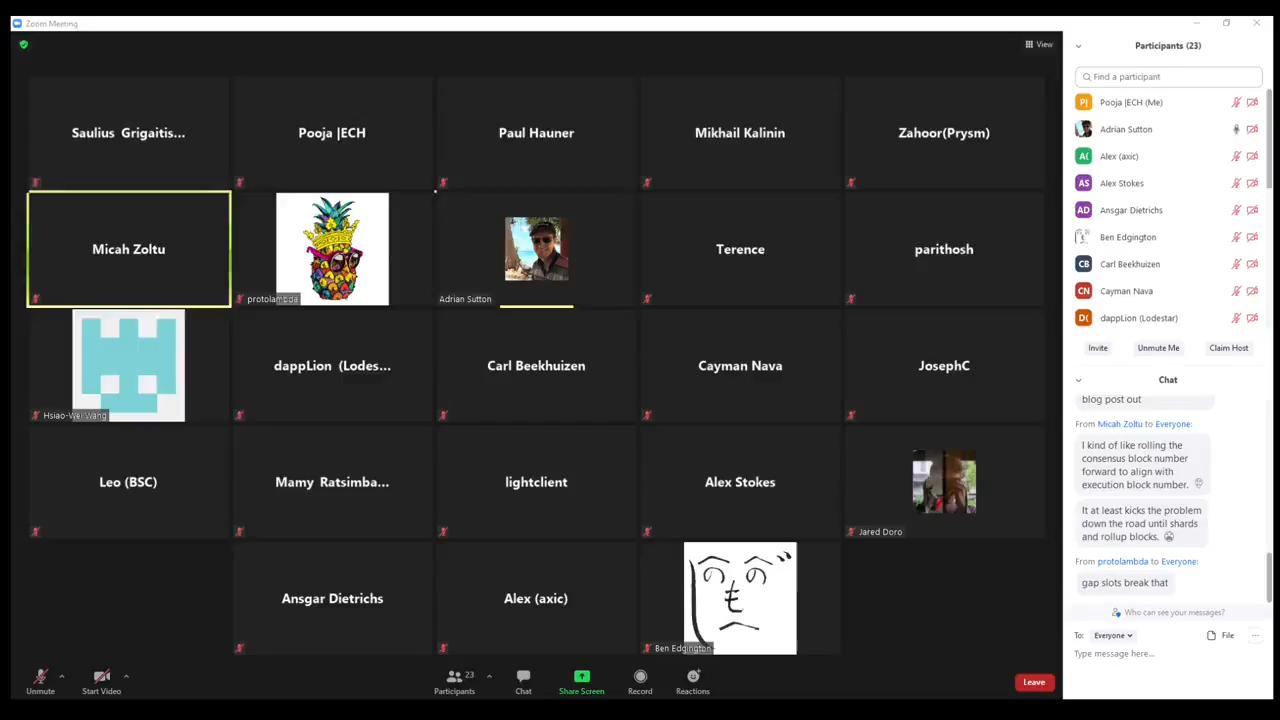 Zoom Meeting
View
Saulius Grigaitis...
Pooja |ECH
Paul Hauner
Mikhail Kalinin
Zahoor(Prysm)
Micah Zoltu
protolambda
Adrian Sutton
Terence
parithosh
Hsiao-Wei Wang
dappLion (Lodes...
Carl Beekhuizen
Cayman Nava
JosephC
Leo (BSC)
Mamy Ratsimba...
lightclient
Alex Stokes
Jared Doro
Ansgar Dietrichs
Alex (axic)
Ben Edgington
Unmute
Start Video
23
Participants
Chat
Share Screen
Record
Reactions
Leave
Participants (23)
Find a participant
P| Pooja |ECH (Me)
Adrian Sutton
A( Alex (axic)
AS Alex Stokes
AD Ansgar Dietrichs
Ben Edgington
CB Carl Beekhuizen
CN Cayman Nava
D( dappLion (Lodestar)
Invite
Unmute Me
Claim Host
Chat
blog post out
From Micah Zoltu to Everyone:
I kind of like rolling the
consensus block number
forward to align with
execution block number.
It at least kicks the problem
down the road until shards
and rollup blocks.
From protolambda to Everyone:
gap slots break that
Who can see your messages?
To: Everyone
File
Type message here...